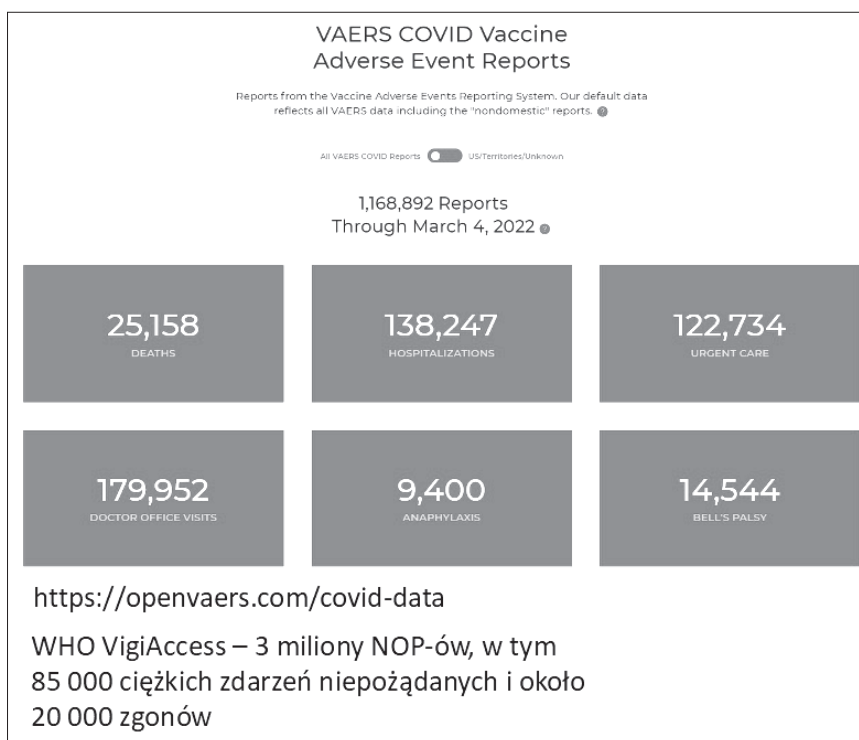 VAERS COVID Vaccine
Adverse Event Reports
Reports from the Vaccine Adverse Events Reporting System. Our default data
reflects all VAERS data including the "nondomestic" reports. ?
All VAERS COVID Reports US/Territories/Unknown
1,168,892 Reports
Through March 4, 2022 ?
25,158
DEATHS
138,247
HOSPITALIZATIONS
122,734
URGENT CARE
179,952
DOCTOR OFFICE VISITS
9,400
ANAPHYLAXIS
14,544
BELL'S PALSY
https://openvaers.com/covid-data
WHO VigiAccess – 3 miliony NOP-ów, w tym
85 000 ciężkich zdarzeń niepożądanych i około
20 000 zgonów